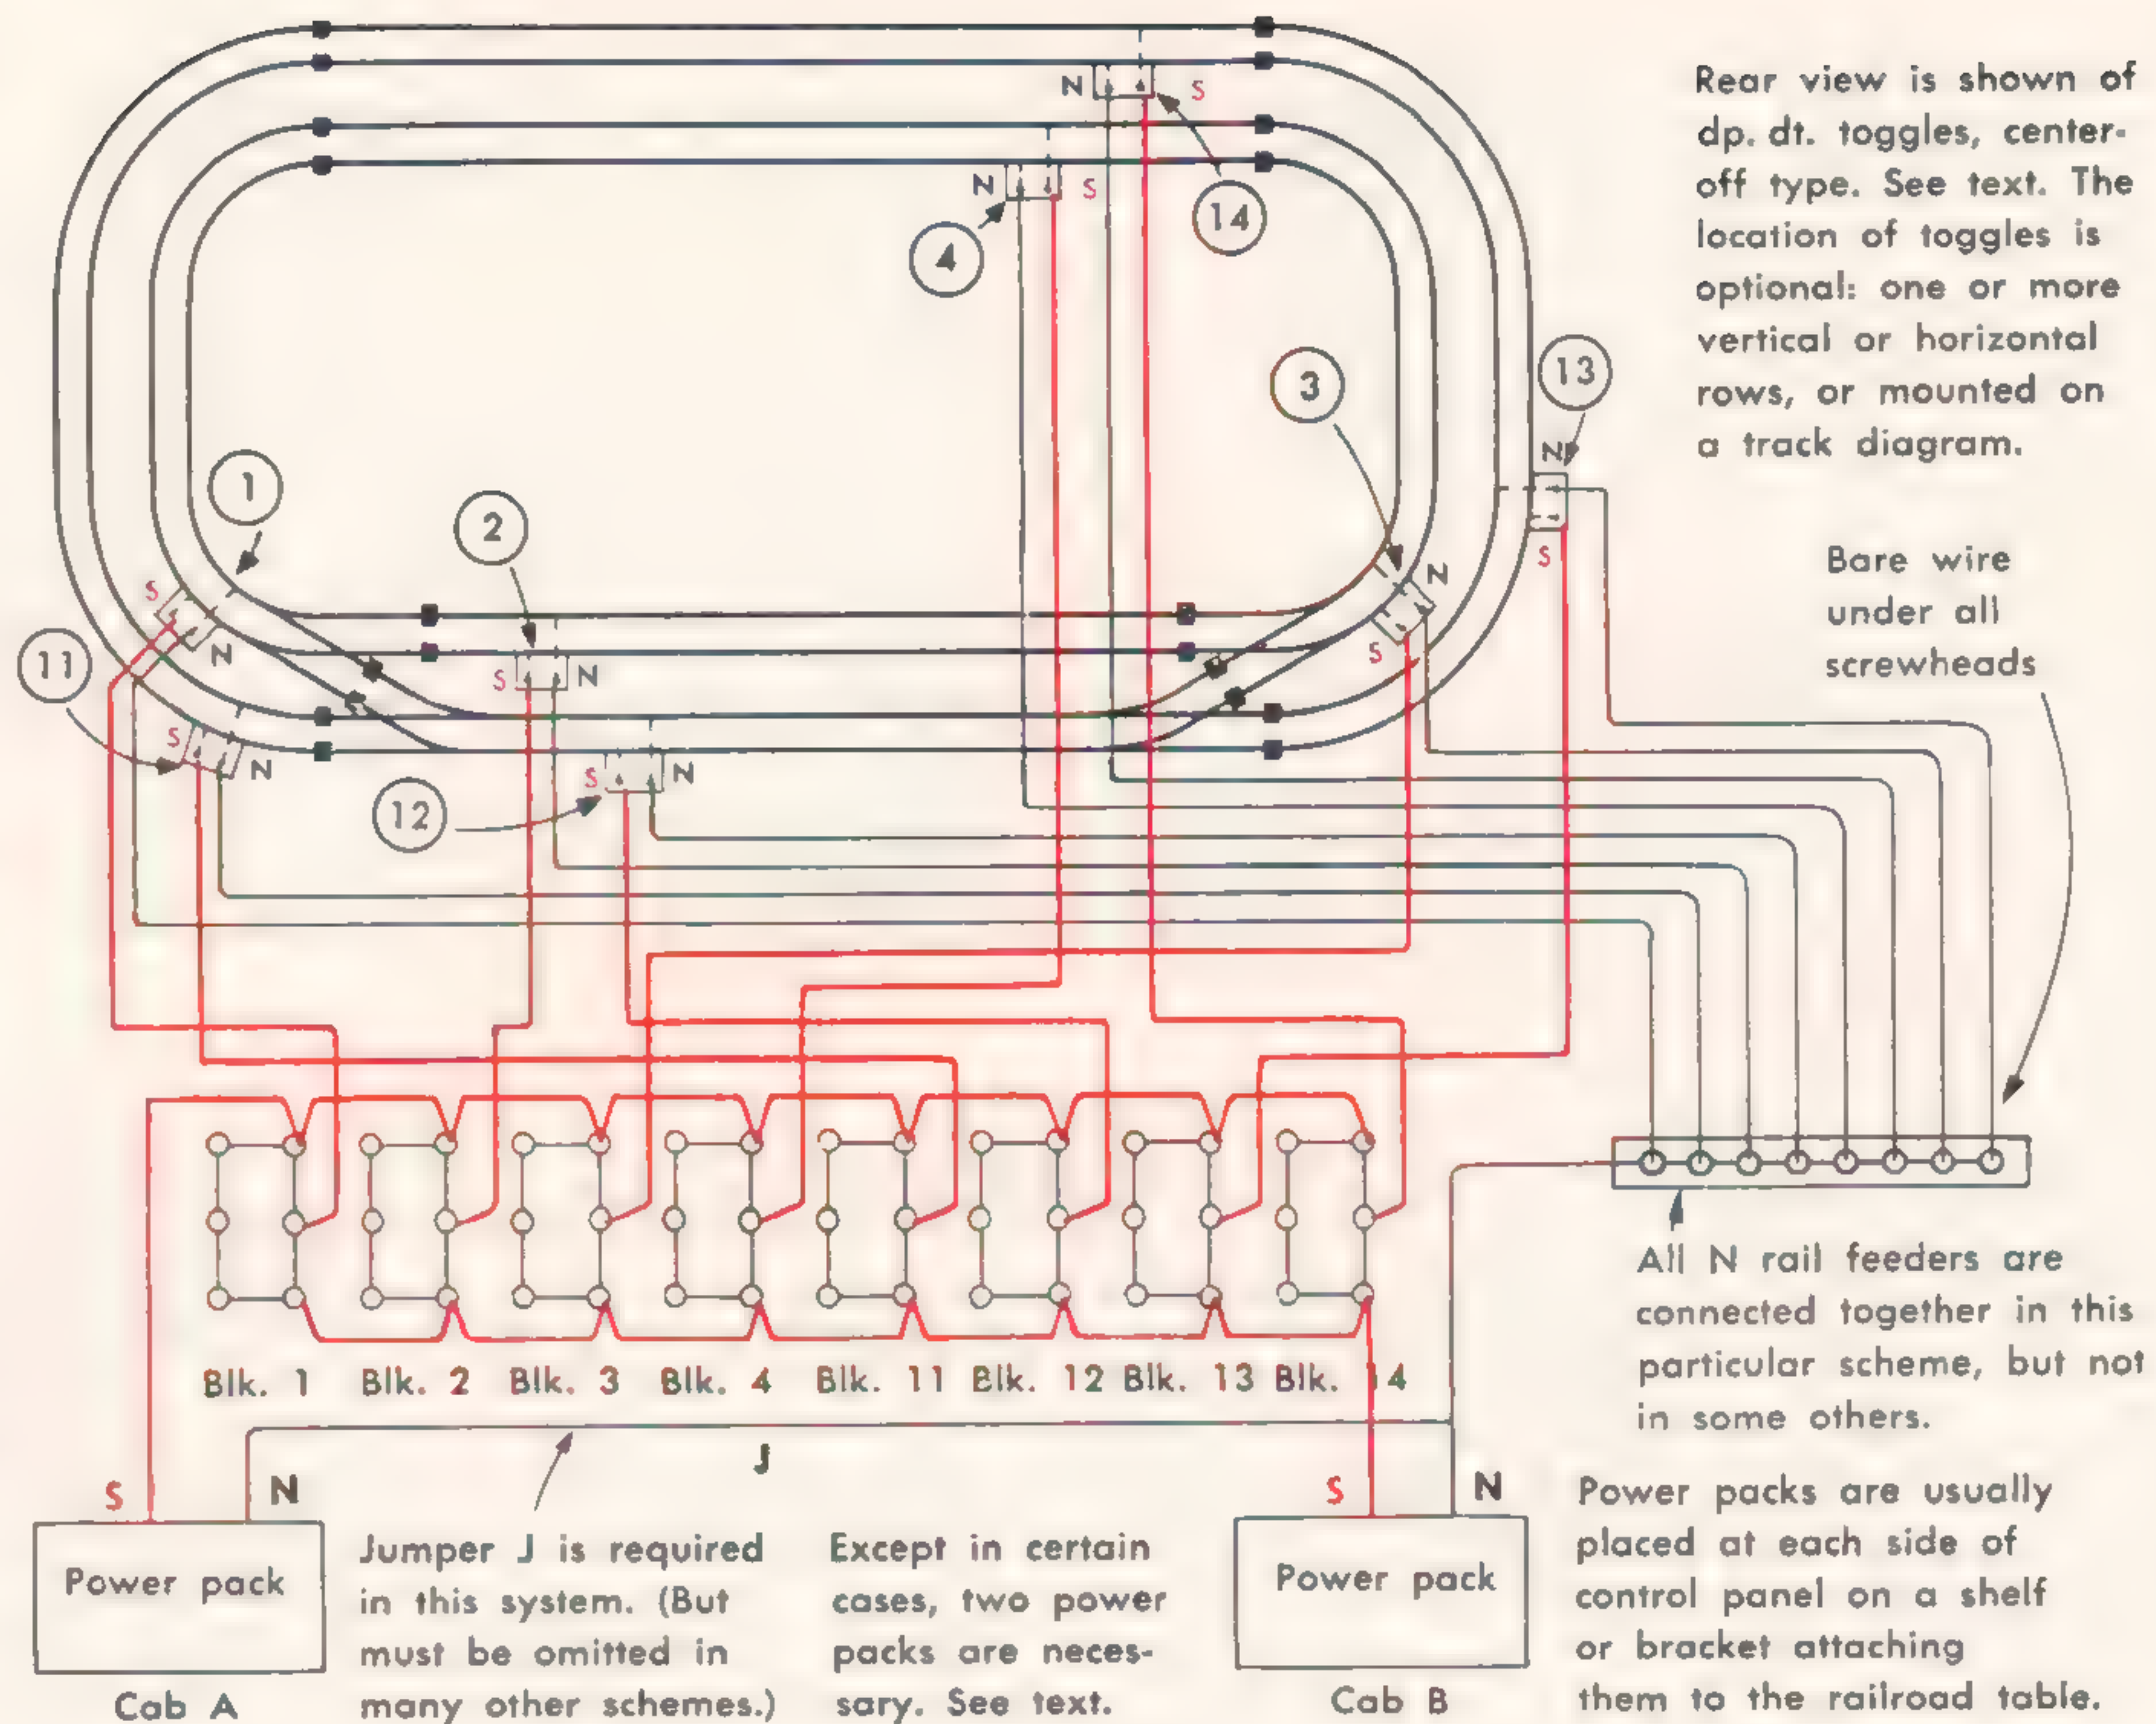 N
S
14
N
S
4
Rear view is shown of
dp. dt. toggles, center-
off type. See text. The
location of toggles is
optional: one or more
vertical or horizontal
rows, or mounted on
a track diagram.
3
13
N
S
1
2
S
N
11
S
N
S
N
N
S
12
S
N
Bare wire
under all
screwheads
Blk. 1
Blk. 2
Blk. 3
Blk. 4
Blk. 11
Blk. 12
Blk. 13
Blk. 14
All N rail feeders are
connected together in this
particular scheme, but not
in some others.
J
S
N
Power pack
Cab A
Jumper J is required
in this system. (But
must be omitted in
many other schemes.)
Except in certain
cases, two power
packs are neces-
sary. See text.
S
N
Power pack
Cab B
Power packs are usually
placed at each side of
control panel on a shelf
or bracket attaching
them to the railroad table.